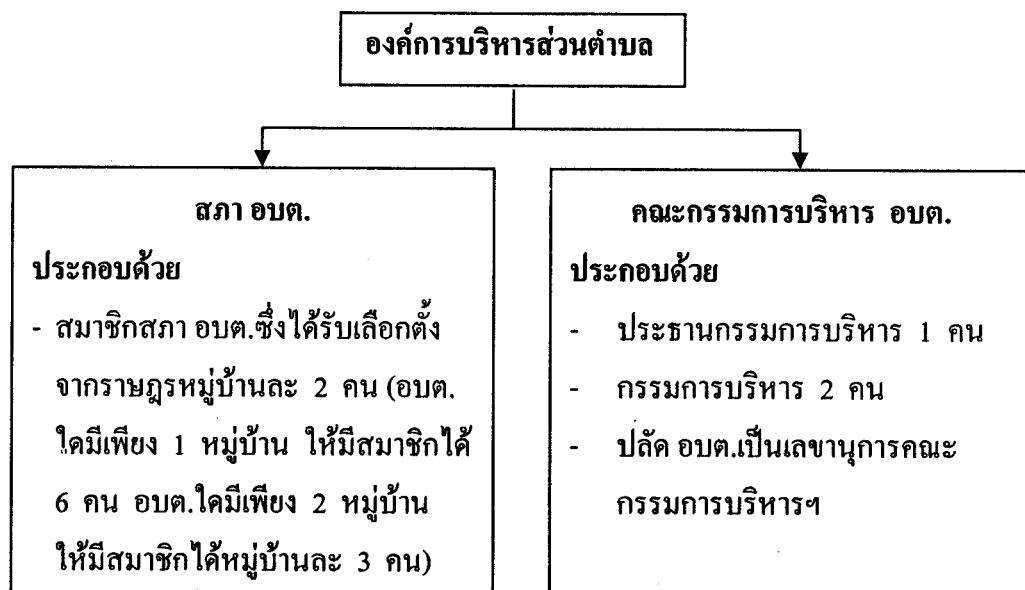 องค์การบริหารส่วนตำบล
สภา อบต.
ประกอบด้วย
- สมาชิกสภา อบต.ซึ่งได้รับเลือกตั้ง
จากราษฎรหมู่บ้านละ 2 คน (อบต.
ใดมีเพียง 1 หมู่บ้าน ให้มีสมาชิกได้
6 คน อบต.ใดมีเพียง 2 หมู่บ้าน
ให้มีสมาชิกได้หมู่บ้านละ 3 คน)
คณะกรรมการบริหาร อบต.
ประกอบด้วย
- ประธานกรรมการบริหาร 1 คน
- กรรมการบริหาร 2 คน
- ปลัด อบต.เป็นเลขานุการคณะ
กรรมการบริหารฯ